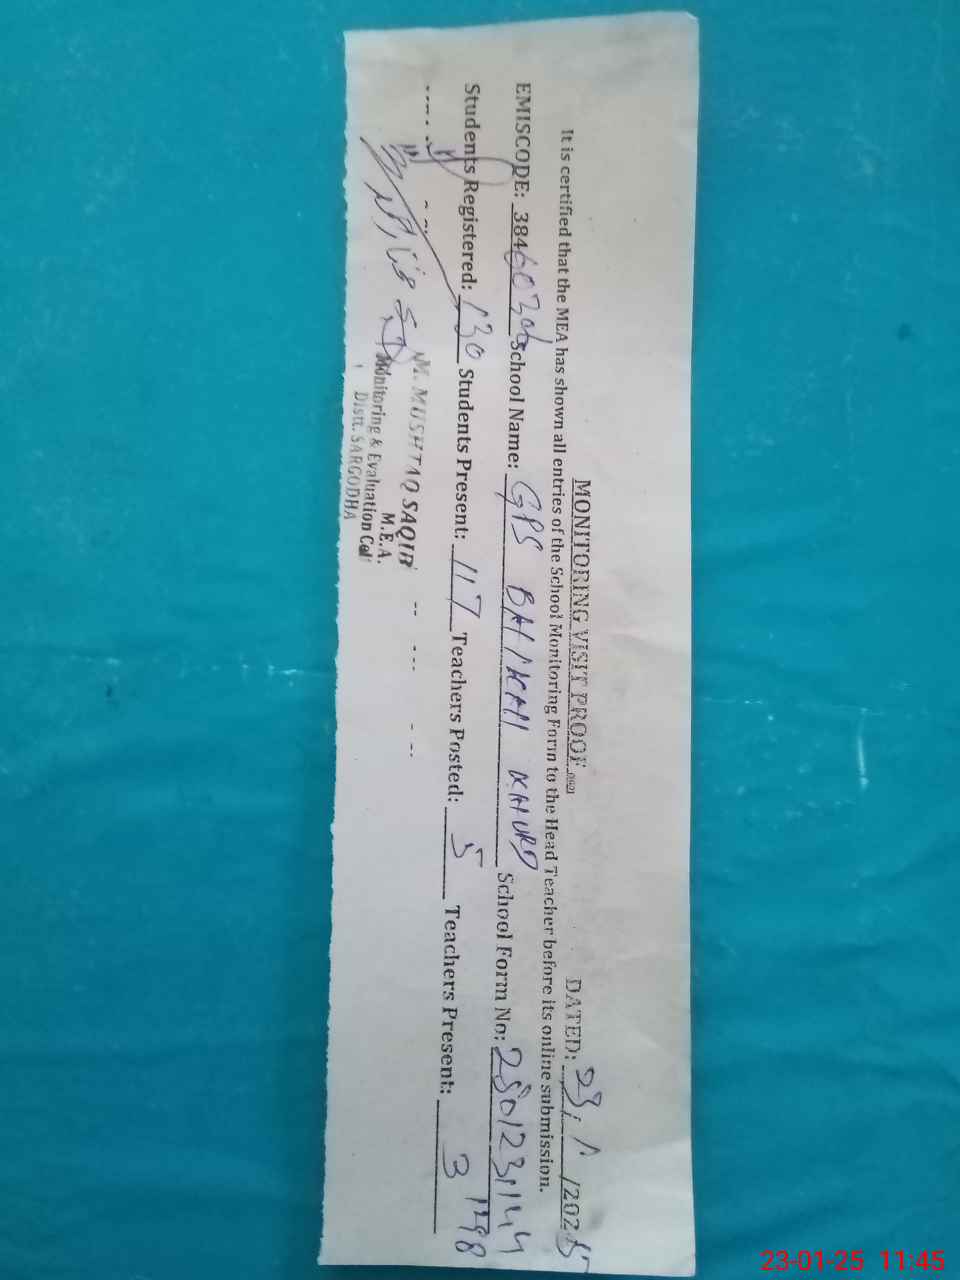 MONITORING VISIT PROOF
DATED: 23/1/2025
It is certified that the MEA has shown all entries of the School Monitoring Form to the Head Teacher before its online submission.
EMISCODE: 384 School Name: GPS KHURD School Form No: 250123114
Students Registered: 130 Students Present: 117 Teachers Posted: 5 Teachers Present: 3
M. MUSHTAQ SAQIB
M.E.A.
Monitoring & Evaluation Cell
Distt. SARGODHA
23-01-25 11:45